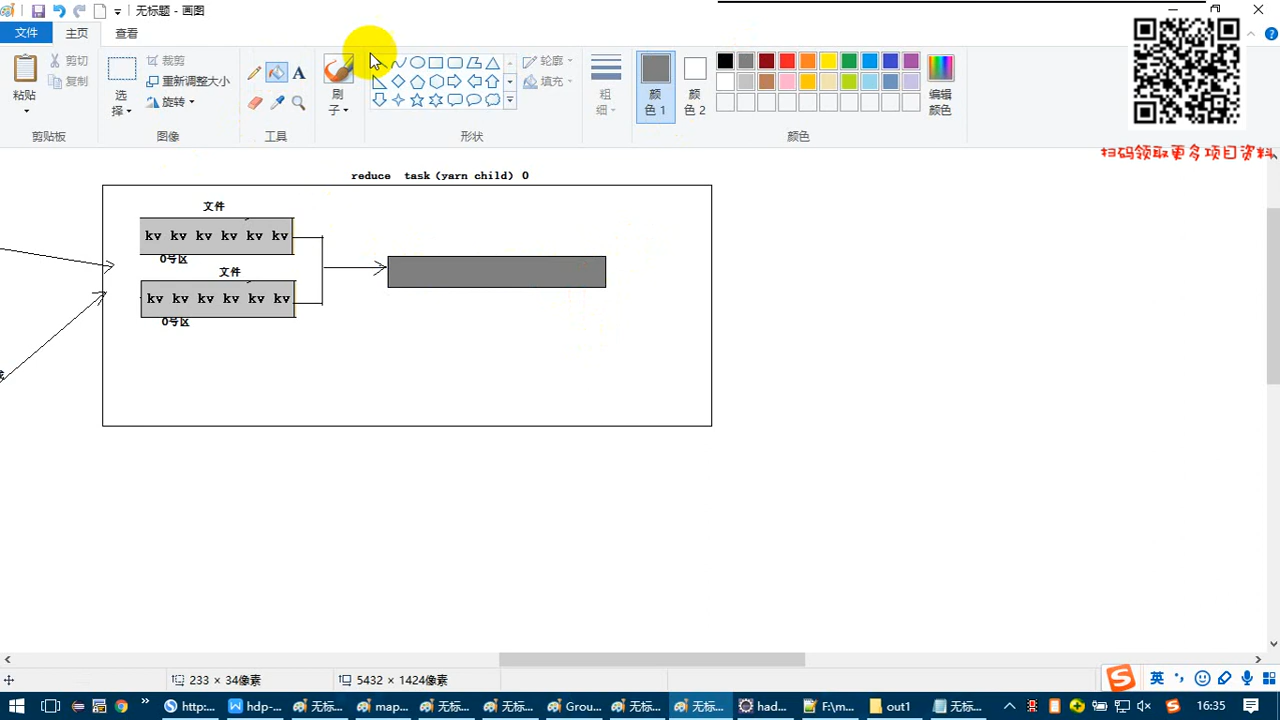 无标题 - 画图
文件
主页
查看
粘贴
剪切
复制
剪贴板
选择
裁剪
重新调整大小
旋转
图像
工具
刷子
形状
轮廓
填充
粗细
颜色 1
颜色 2
编辑颜色
颜色
扫码领取更多项目资料
reduce task（yarn child）0
文件
kv kv kv kv kv kv
0号区
文件
kv kv kv kv kv kv
0号区
233 × 34像素
5432 × 1424像素
英
http:...
hdp-...
无标...
map...
无标...
无标...
Grou...
无标...
无标...
had...
F:\m...
out1
无标...
英
16:35